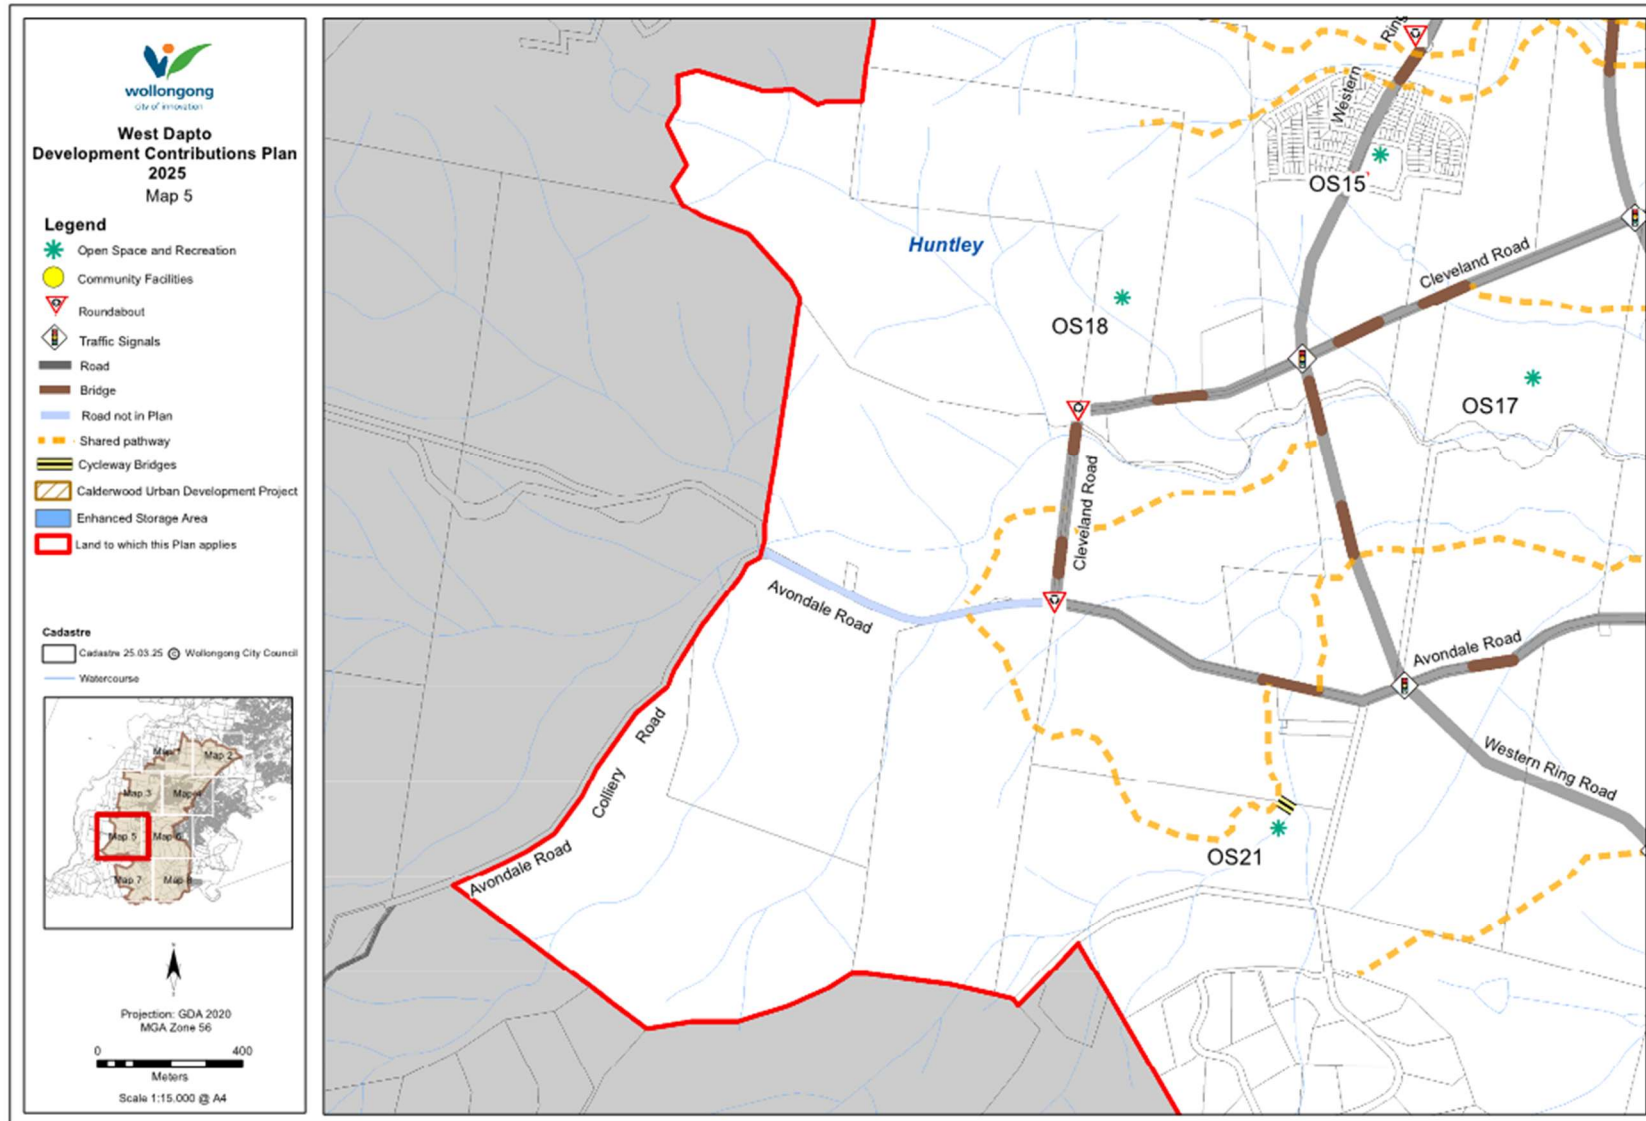 wollongong
city of innovation
West Dapto
Development Contributions Plan
2025
Map 5
Legend
Open Space and Recreation
Community Facilities
Roundabout
Traffic Signals
Road
Bridge
Road not in Plan
Shared pathway
Cycleway Bridges
Calderwood Urban Development Project
Enhanced Storage Area
Land to which this Plan applies
Cadastre
Cadastre 25.03.25 © Wollongong City Council
Watercourse
Map 2
Map 3
Map 4
Map 5
Map 6
Map 7
Map 8
Projection: GDA 2020
MGA Zone 56
0 400
Meters
Scale 1:15.000 @ A4
Western Ring
OS15
Huntley
Cleveland Road
OS18
OS17
Cleveland Road
Avondale Road
Avondale Road
Western Ring Road
Colliery Road
OS21
Avondale Road